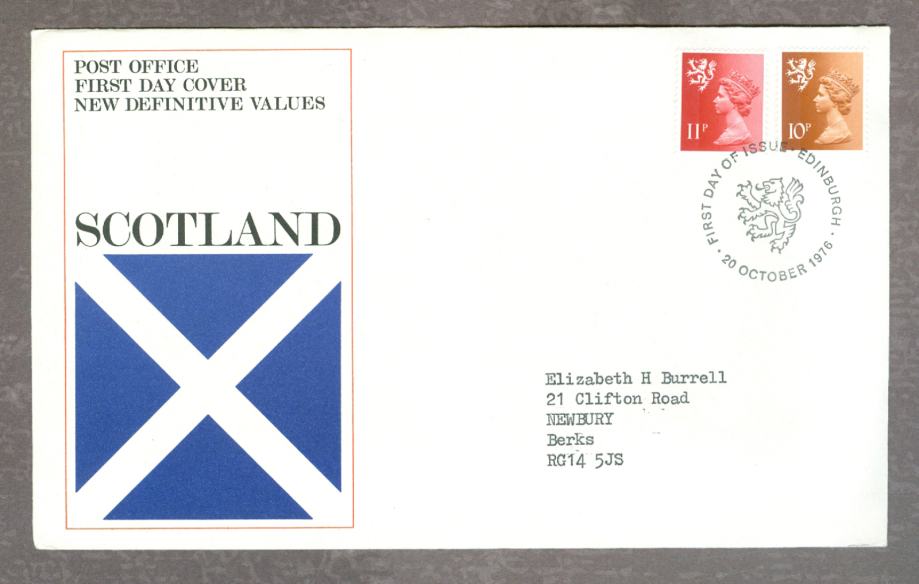 POST OFFICE
FIRST DAY COVER
NEW DEFINITIVE VALUES
SCOTLAND
11P
10P
FIRST DAY OF ISSUE · EDINBURGH ·
· 20 OCTOBER 1976 ·
Elizabeth H Burrell
21 Clifton Road
NEWBURY
Berks
RG14 5JS